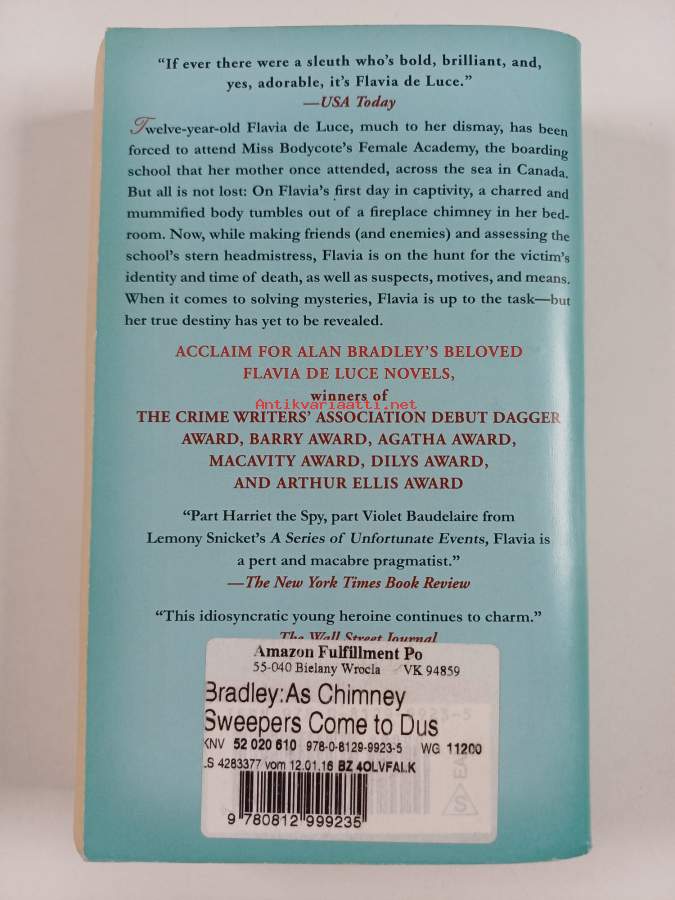 “If ever there were a sleuth who’s bold, brilliant, and,
yes, adorable, it’s Flavia de Luce.”
—USA Today
Twelve-year-old Flavia de Luce, much to her dismay, has been
forced to attend Miss Bodycote’s Female Academy, the boarding
school that her mother once attended, across the sea in Canada.
But all is not lost: On Flavia’s first day in captivity, a charred and
mummified body tumbles out of a fireplace chimney in her bed-
room. Now, while making friends (and enemies) and assessing the
school’s stern headmistress, Flavia is on the hunt for the victim’s
identity and time of death, as well as suspects, motives, and means.
When it comes to solving mysteries, Flavia is up to the task—but
her true destiny has yet to be revealed.
ACCLAIM FOR ALAN BRADLEY’S BELOVED
FLAVIA DE LUCE NOVELS,
winners of
Antikvariaatti.net
THE CRIME WRITERS’ ASSOCIATION DEBUT DAGGER
AWARD, BARRY AWARD, AGATHA AWARD,
MACAVITY AWARD, DILYS AWARD,
AND ARTHUR ELLIS AWARD
“Part Harriet the Spy, part Violet Baudelaire from
Lemony Snicket’s A Series of Unfortunate Events, Flavia is
a pert and macabre pragmatist.”
—The New York Times Book Review
“This idiosyncratic young heroine continues to charm.”
The Wall Street Journal
Amazon Fulfillment Po
55-040 Bielany Wrocla VK 94859
Bradley:As Chimney
Sweepers Come to Dus
KNV 52 020 610 978-0-8129-9923-5 WG 11200
LS 4283377 vom 12.01.16 BZ 4OLVFALK
9 780812 999235